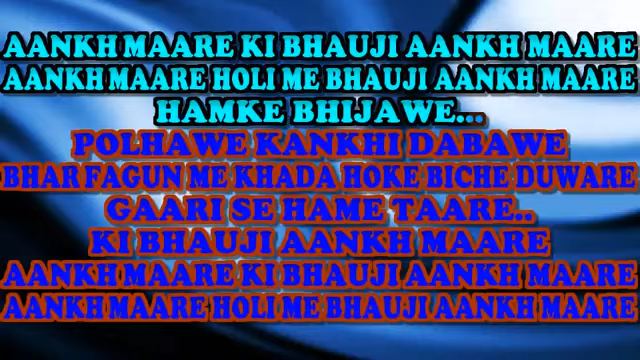 AANKH MAARE KI BHAUJI AANKH MAARE
AANKH MAARE HOLI ME BHAUJI AANKH MAARE
HAMKE BHIJAWE...
POLHAWE KANKHI DABAWE
BHAR FAGUN ME KHADA HOKE BICHE DUWARE
GAARI SE HAME TAARE..
KI BHAUJI AANKH MAARE
AANKH MAARE KI BHAUJI AANKH MAARE
AANKH MAARE HOLI ME BHAUJI AANKH MAARE